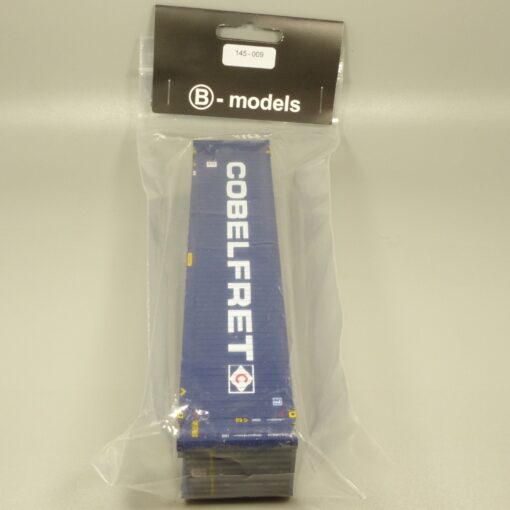 145-009
B - models
COBELFRET
C